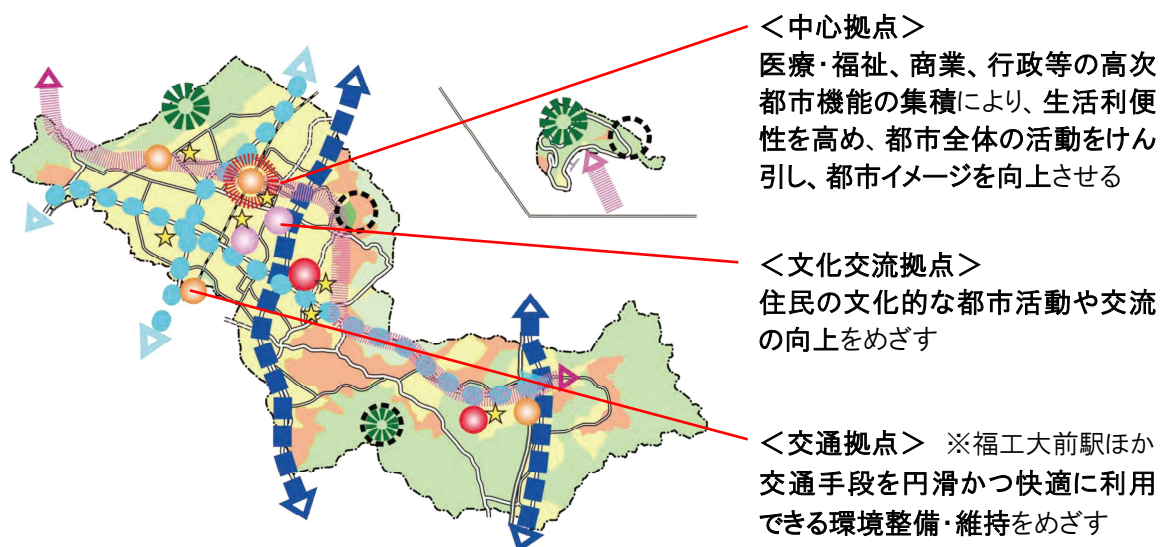 ＜中心拠点＞
医療・福祉、商業、行政等の高次
都市機能の集積により、生活利便
性を高め、都市全体の活動をけん
引し、都市イメージを向上させる
＜文化交流拠点＞
住民の文化的な都市活動や交流
の向上をめざす
＜交通拠点＞ ※福工大前駅ほか
交通手段を円滑かつ快適に利用
できる環境整備・維持をめざす